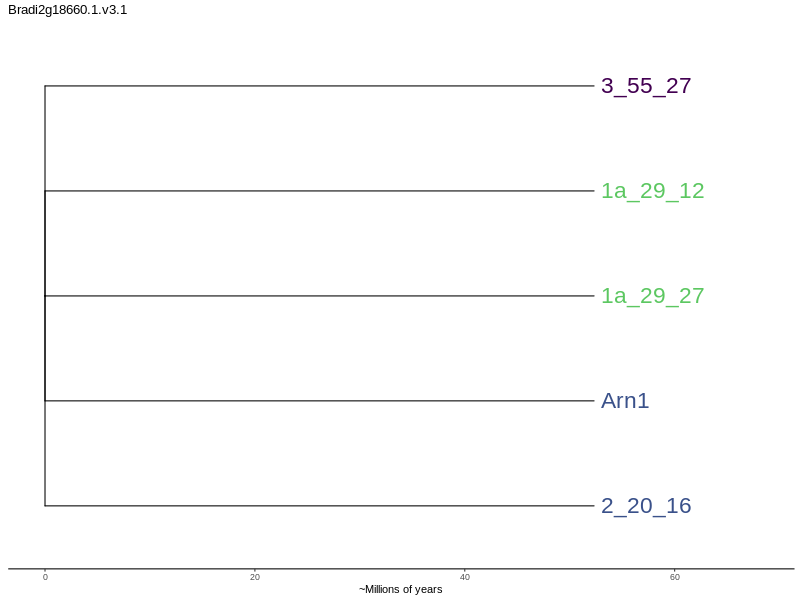 Bradi2g18660.1.v3.1
3_55_27
1a_29_12
1a_29_27
Arn1
2_20_16
0 20 40 60
~Millions of years